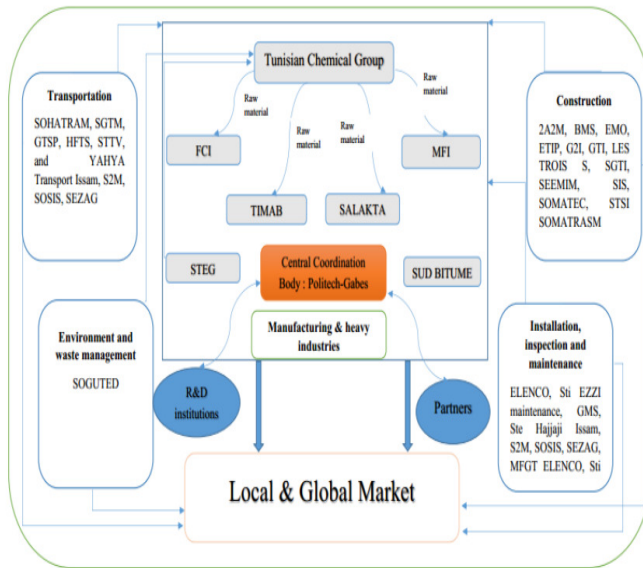 Tunisian Chemical Group
Raw
material
Raw
material
Raw
material
Raw
material
FCI
MFI
TIMAB
SALAKTA
STEG
Central Coordination
Body : Politech-Gabes
SUD BITUME
Manufacturing & heavy
industries
Transportation
SOHATRAM, SGTM,
GTSP, HFTS, STTV,
and YAHYA
Transport Issam, S2M,
SOSIS, SEZAG
Construction
2A2M, BMS, EMO,
ETIP, G2I, GTI, LES
TROIS S, SGTI,
SEEMIM, SIS,
SOMATEC, STSI
SOMATRASM
Environment and
waste management
SOGUTED
Installation,
inspection and
maintenance
ELENCO, Sti EZZI
maintenance, GMS,
Ste Hajjaji Issam,
S2M, SOSIS, SEZAG,
MFGT ELENCO, Sti
R&D
institutions
Partners
Local & Global Market